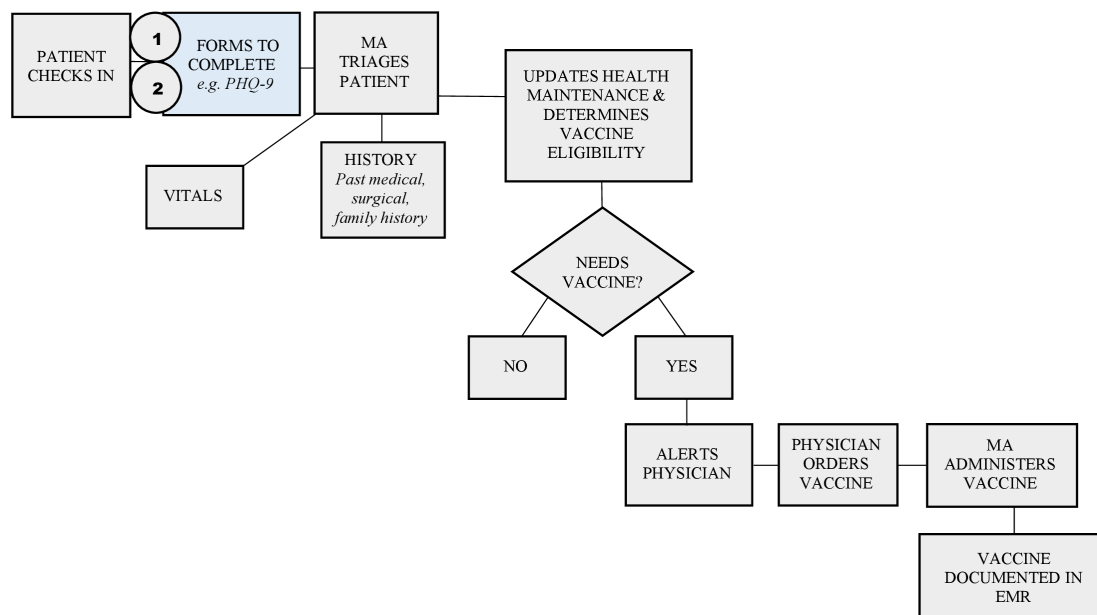 PATIENT
CHECKS IN
1
2
FORMS TO
COMPLETE
e.g. PHQ-9
MA
TRIAGES
PATIENT
VITALS
HISTORY
Past medical,
surgical,
family history
UPDATES HEALTH
MAINTENANCE &
DETERMINES
VACCINE
ELIGIBILITY
NEEDS
VACCINE?
NO
YES
ALERTS
PHYSICIAN
PHYSICIAN
ORDERS
VACCINE
MA
ADMINISTERS
VACCINE
VACCINE
DOCUMENTED IN
EMR